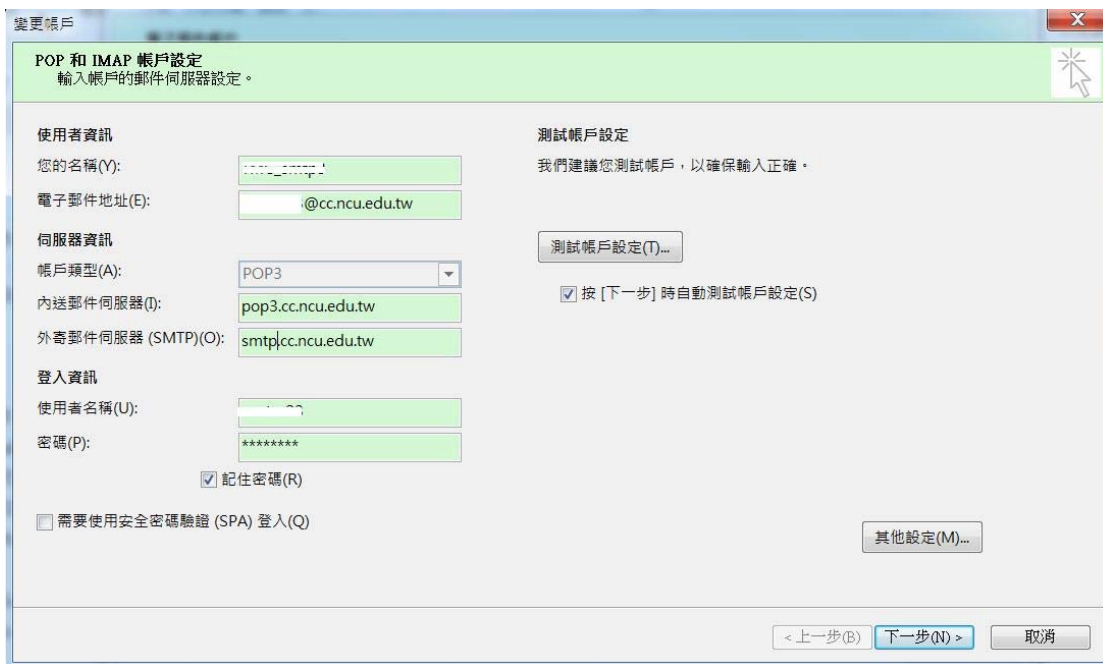 變更帳戶
POP 和 IMAP 帳戶設定
輸入帳戶的郵件伺服器設定。
使用者資訊
您的名稱(Y):
電子郵件地址(E):
@cc.ncu.edu.tw
伺服器資訊
帳戶類型(A):
POP3
內送郵件伺服器(I):
pop3.cc.ncu.edu.tw
外寄郵件伺服器 (SMTP)(O):
smtp.cc.ncu.edu.tw
登入資訊
使用者名稱(U):
密碼(P):
********
記住密碼(R)
需要使用安全密碼驗證 (SPA) 登入(Q)
測試帳戶設定
我們建議您測試帳戶，以確保輸入正確。
測試帳戶設定(T)...
按 [下一步] 時自動測試帳戶設定(S)
其他設定(M)...
< 上一步(B)
下一步(N) >
取消